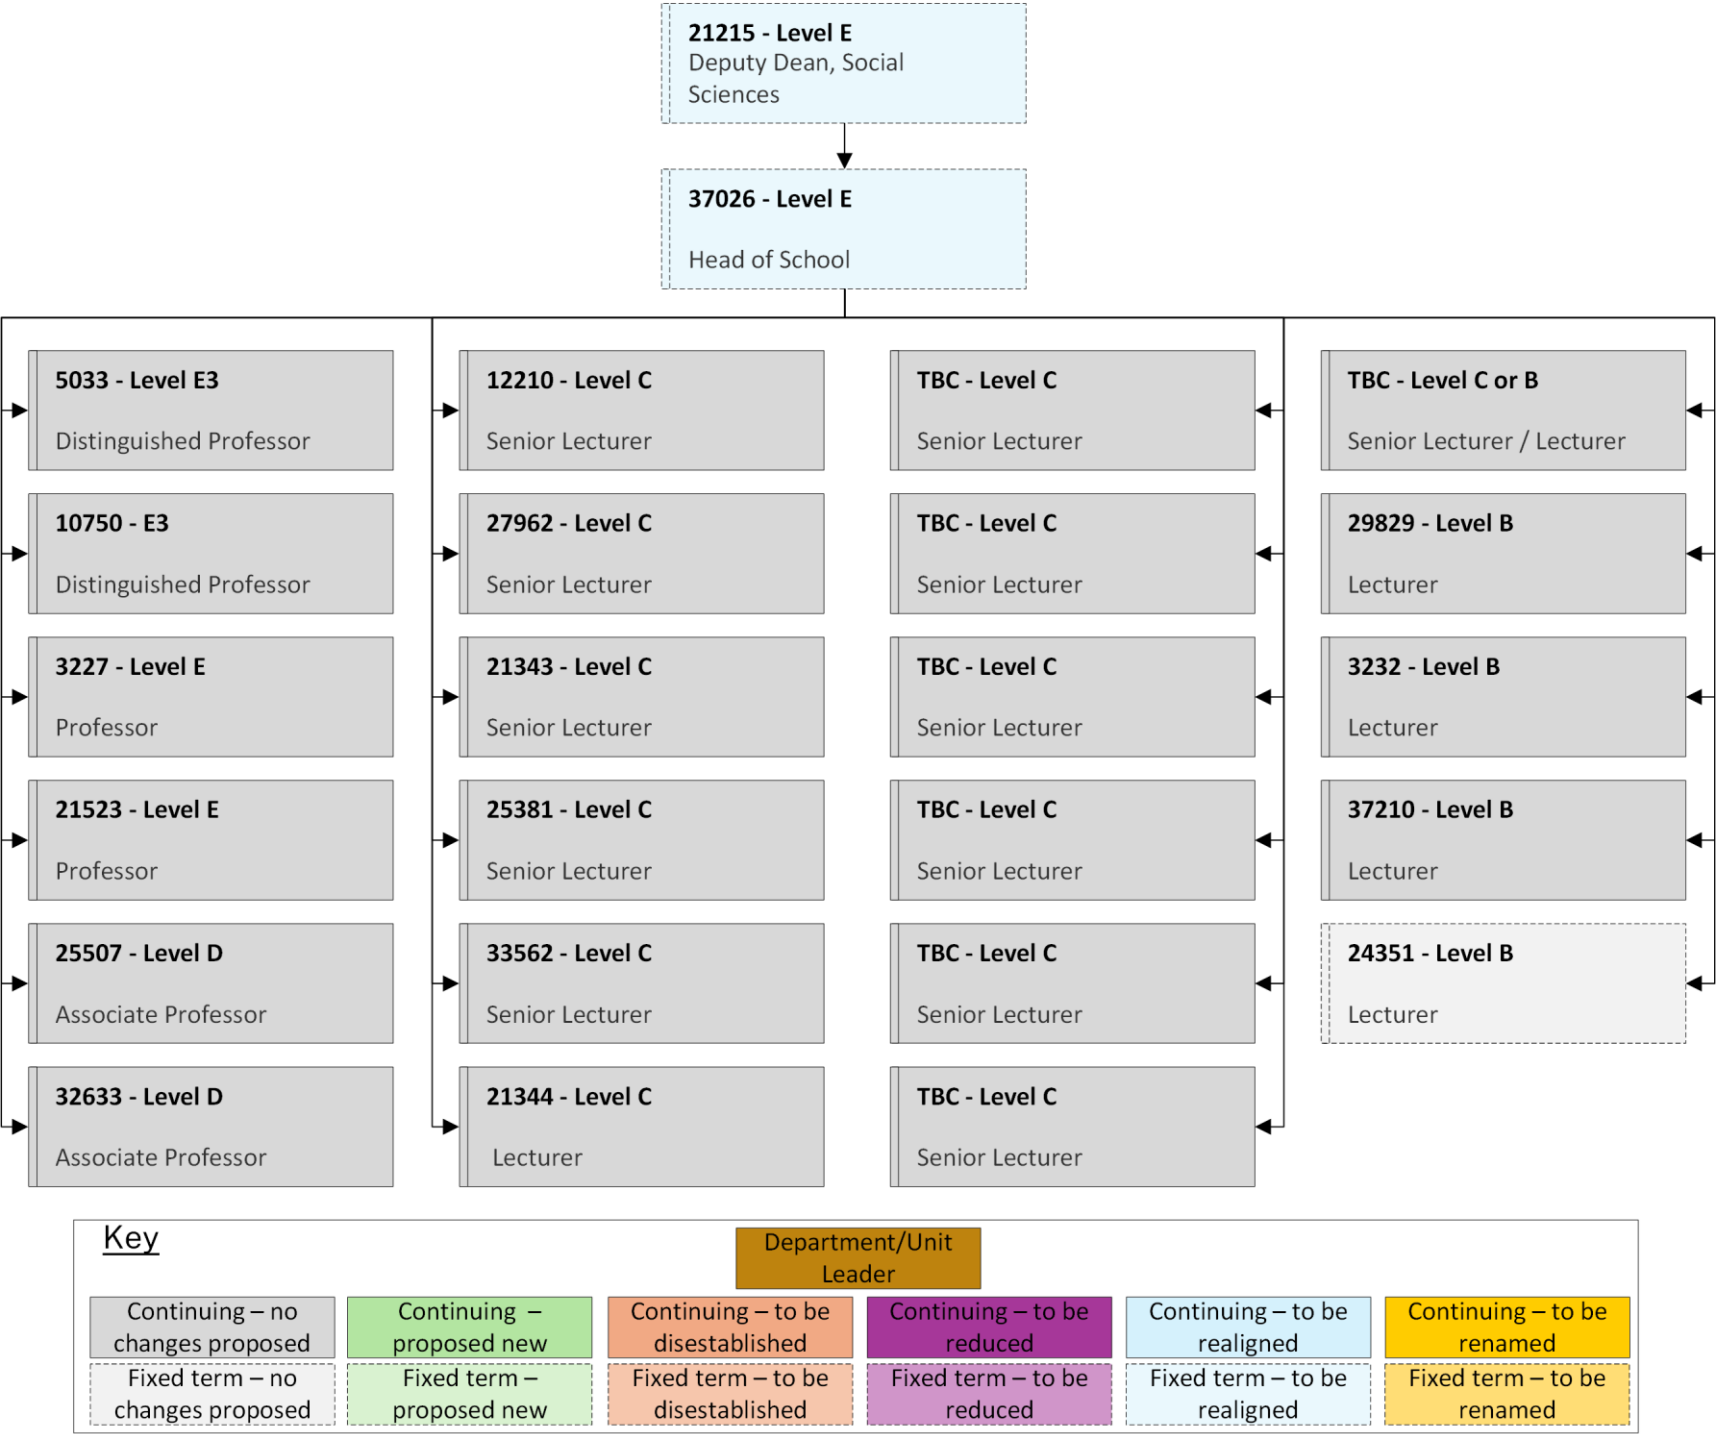 21215 - Level E
Deputy Dean, Social
Sciences
37026 - Level E
Head of School
5033 - Level E3
Distinguished Professor
10750 - E3
Distinguished Professor
3227 - Level E
Professor
21523 - Level E
Professor
25507 - Level D
Associate Professor
32633 - Level D
Associate Professor
12210 - Level C
Senior Lecturer
27962 - Level C
Senior Lecturer
21343 - Level C
Senior Lecturer
25381 - Level C
Senior Lecturer
33562 - Level C
Senior Lecturer
21344 - Level C
Lecturer
TBC - Level C
Senior Lecturer
TBC - Level C
Senior Lecturer
TBC - Level C
Senior Lecturer
TBC - Level C
Senior Lecturer
TBC - Level C
Senior Lecturer
TBC - Level C
Senior Lecturer
TBC - Level C or B
Senior Lecturer / Lecturer
29829 - Level B
Lecturer
3232 - Level B
Lecturer
37210 - Level B
Lecturer
24351 - Level B
Lecturer
Key
Department/Unit
Leader
Continuing – no
changes proposed
Continuing –
proposed new
Continuing – to be
disestablished
Continuing – to be
reduced
Continuing – to be
realigned
Continuing – to be
renamed
Fixed term – no
changes proposed
Fixed term –
proposed new
Fixed term – to be
disestablished
Fixed term – to be
reduced
Fixed term – to be
realigned
Fixed term – to be
renamed